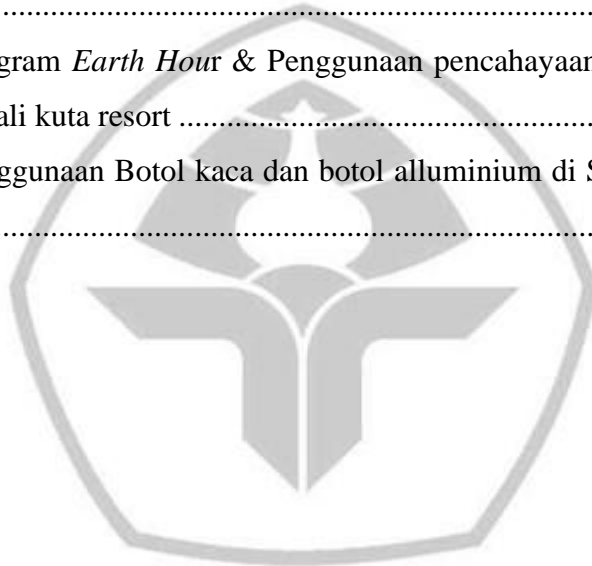 ................................................................
gram Earth Hour & Penggunaan pencahayaan
ali kuta resort ............................................
ggunaan Botol kaca dan botol alluminium di S
................................................................